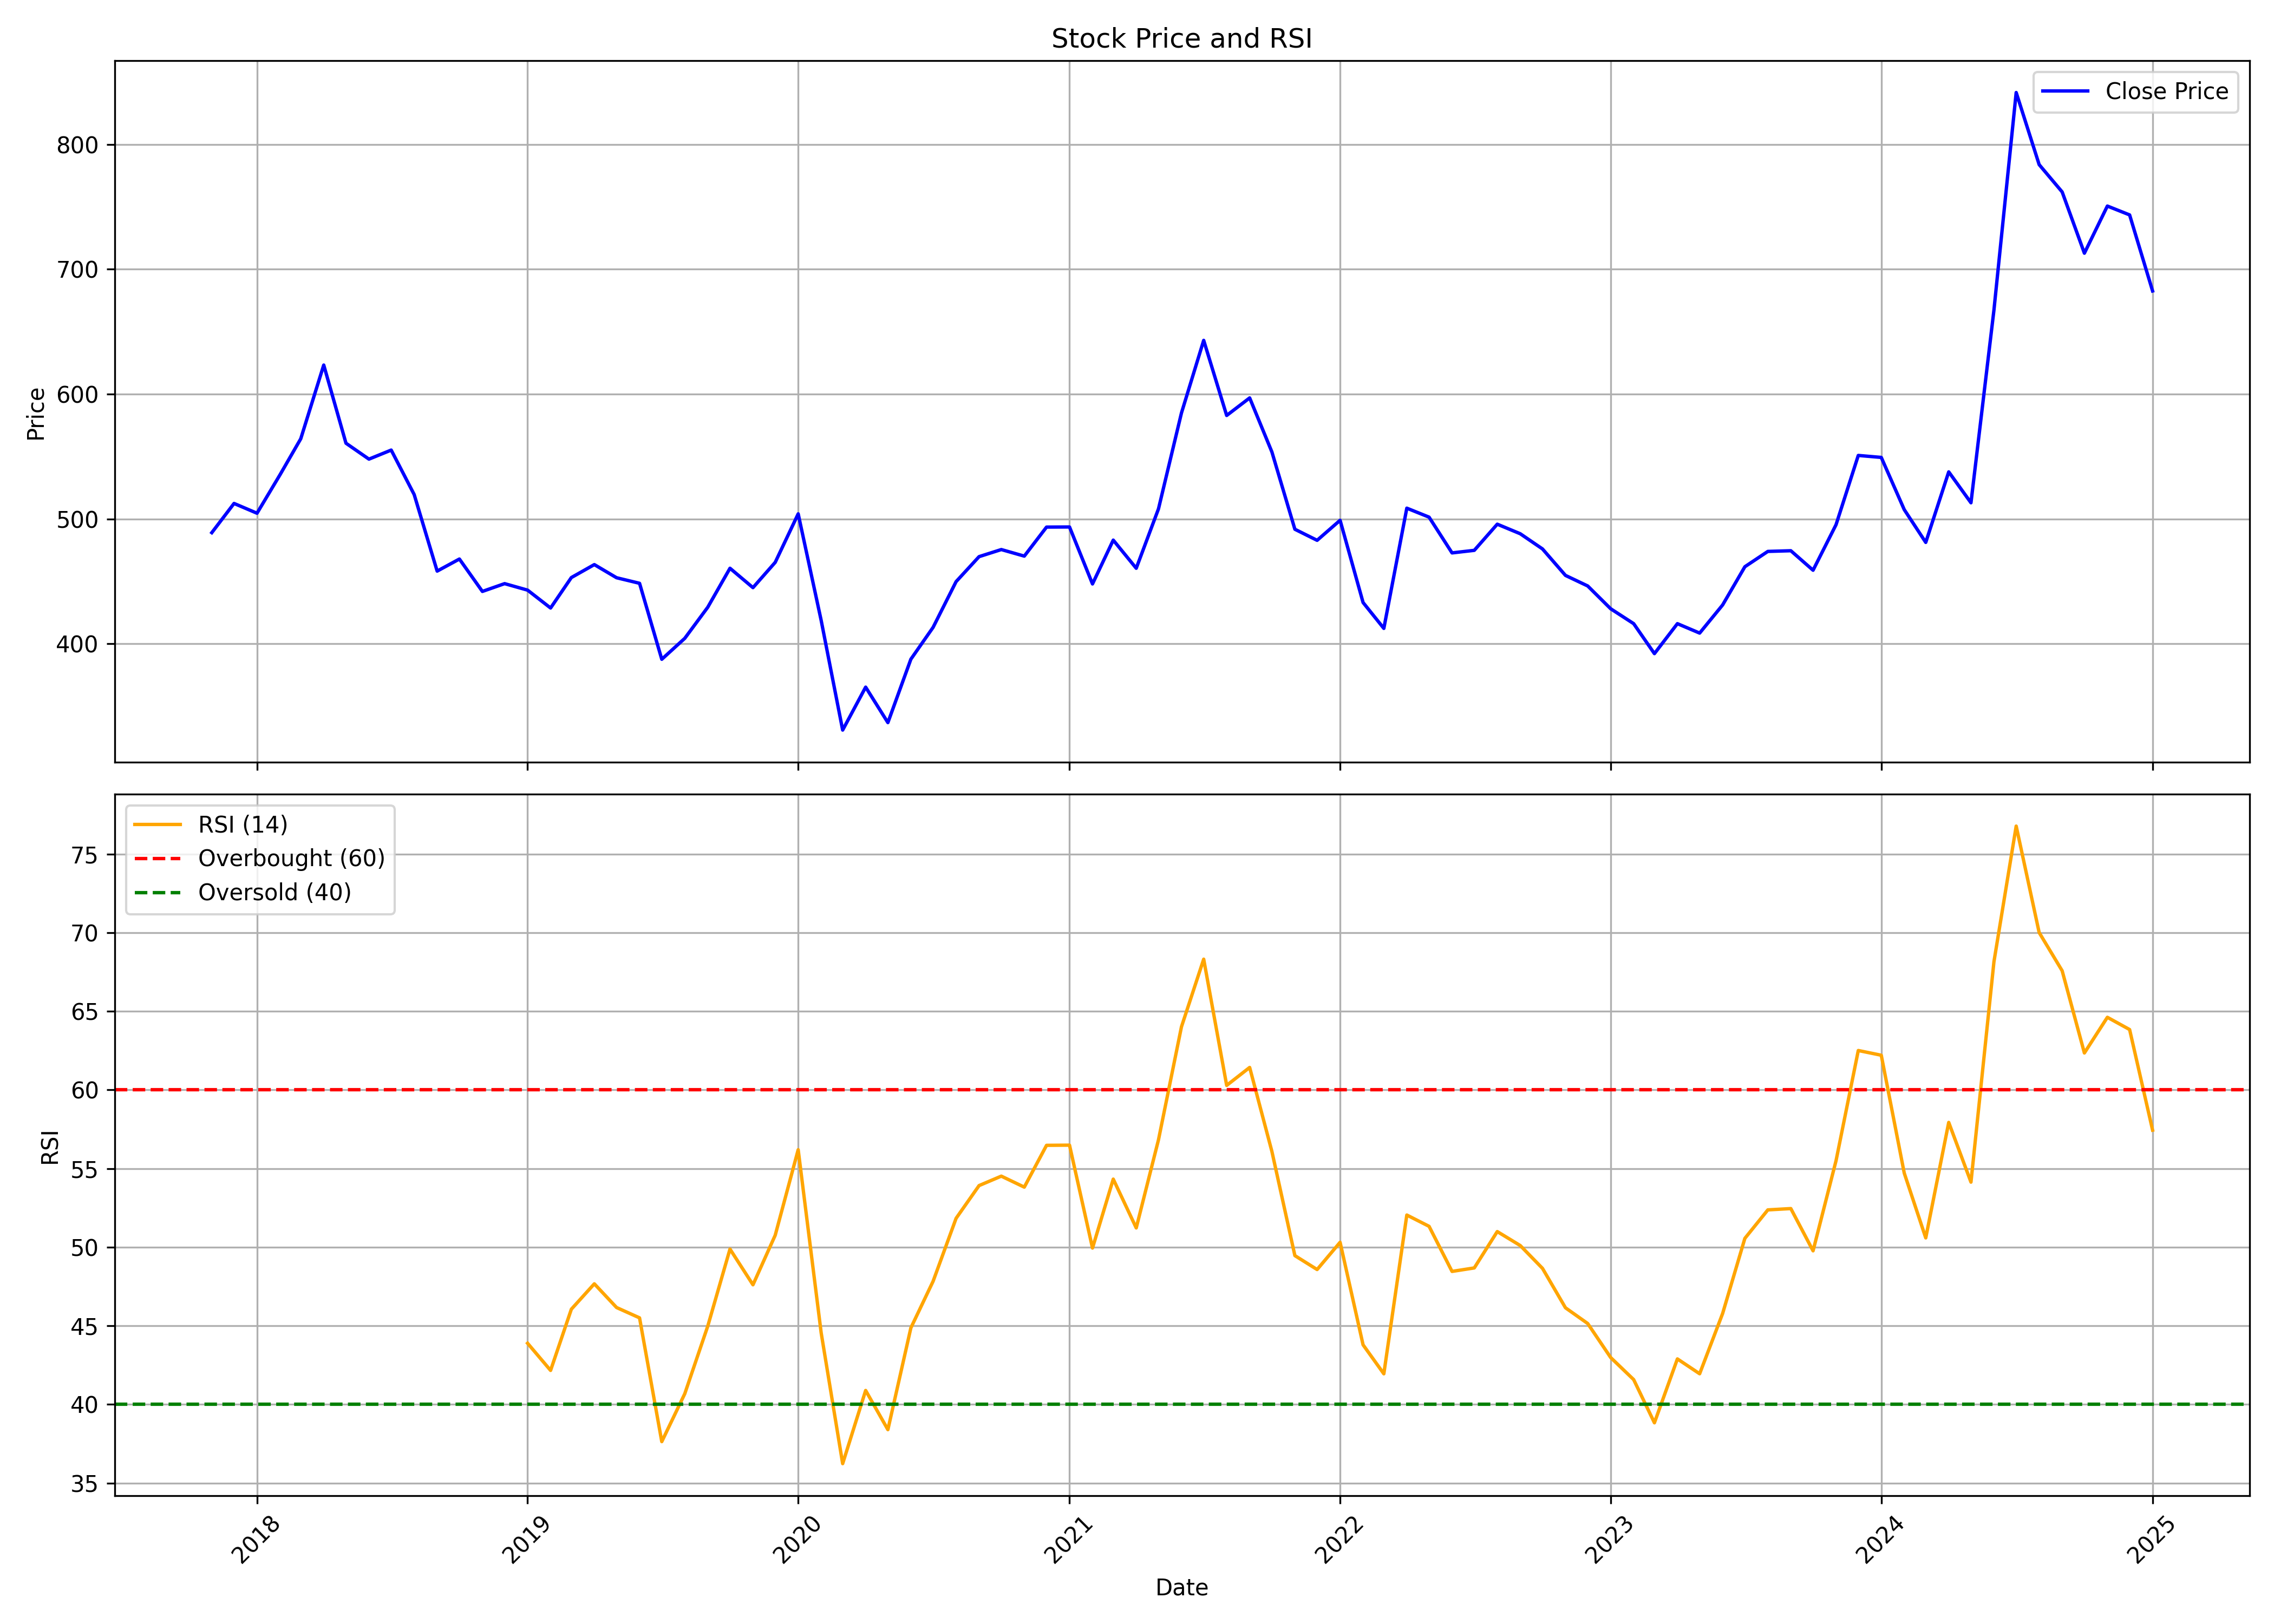 Stock Price and RSI
Close Price
Price
800
700
600
500
400
RSI (14)
Overbought (60)
Oversold (40)
RSI
75
70
65
60
55
50
45
40
35
2018
2019
2020
2021
2022
2023
2024
2025
Date